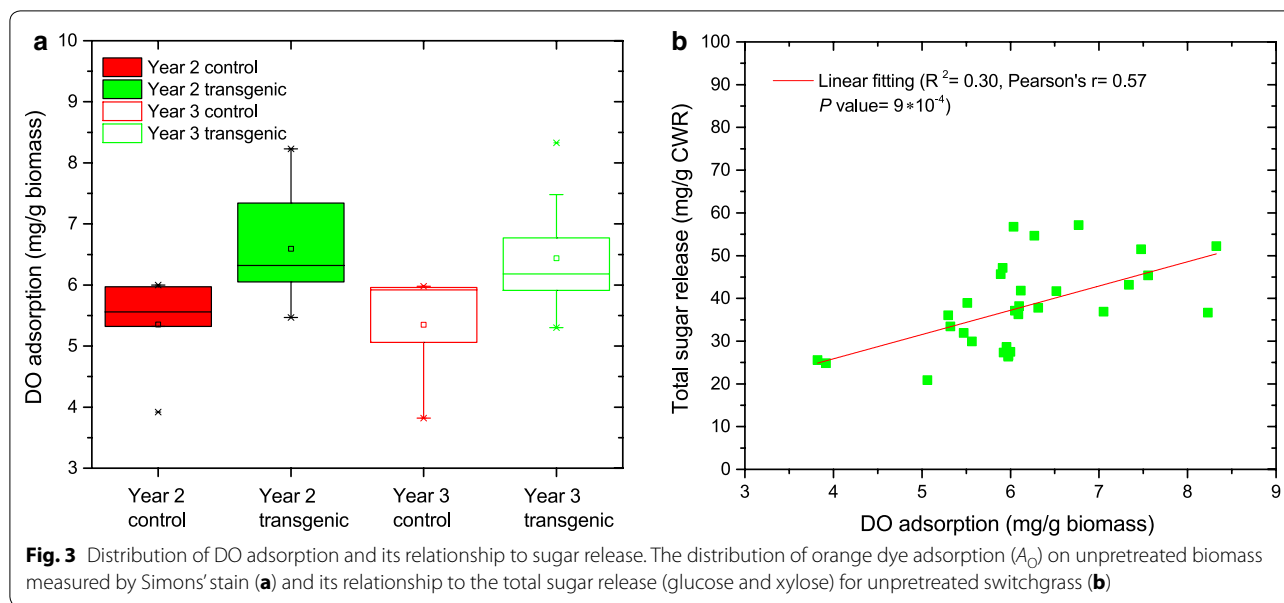 a
10
9
8
7
6
5
4
3
DO adsorption (mg/g biomass)
Year 2 control
Year 2 transgenic
Year 3 control
Year 3 transgenic
Year 2 control
Year 2 transgenic
Year 3 control
Year 3 transgenic
b
100
90
80
70
60
50
40
30
20
10
0
Total sugar release (mg/g CWR)
Linear fitting (R²= 0.30, Pearson's r= 0.57
P value= 9*10⁻⁴)
3 4 5 6 7 8 9
DO adsorption (mg/g biomass)
Fig. 3 Distribution of DO adsorption and its relationship to sugar release. The distribution of orange dye adsorption (A_O) on unpretreated biomass
measured by Simons' stain (a) and its relationship to the total sugar release (glucose and xylose) for unpretreated switchgrass (b)